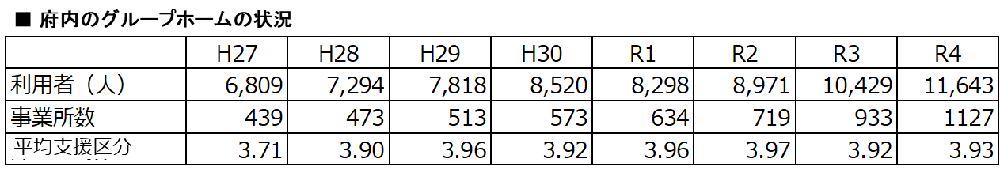 ■ 府内のグループホームの状況
H27 H28 H29 H30 R1 R2 R3 R4
利用者（人） 6,809 7,294 7,818 8,520 8,298 8,971 10,429 11,643
事業所数 439 473 513 573 634 719 933 1127
平均支援区分 3.71 3.90 3.96 3.92 3.96 3.97 3.92 3.93